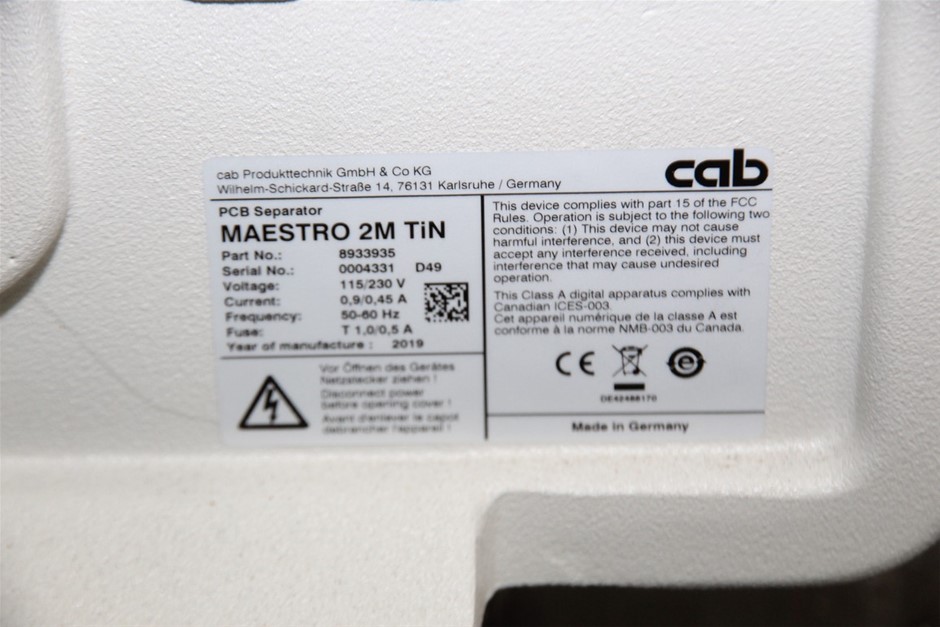 cab Produkttechnik GmbH & Co KG
Wilhelm-Schickard-Straße 14, 76131 Karlsruhe / Germany
cab
PCB Separator
MAESTRO 2M TiN
Part No.: 8933935
Serial No.: 0004331 D49
Voltage: 115/230 V
Current: 0,9/0,45 A
Frequency: 50-60 Hz
Fuse: T 1,0/0,5 A
Year of manufacture : 2019
Vor Öffnen des Gerätes
Netzstecker ziehen !
Disconnect power
before opening cover !
Avant d'enlever le capot
débrancher l'appareil !
This device complies with part 15 of the FCC
Rules. Operation is subject to the following two
conditions: (1) This device may not cause
harmful interference, and (2) this device must
accept any interference received, including
interference that may cause undesired
operation.
This Class A digital apparatus complies with
Canadian ICES-003.
Cet appareil numérique de la classe A est
conforme à la norme NMB-003 du Canada.
CE
e
DE42488170
Made in Germany